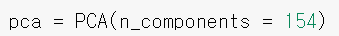 pca = PCA(n_components = 154)